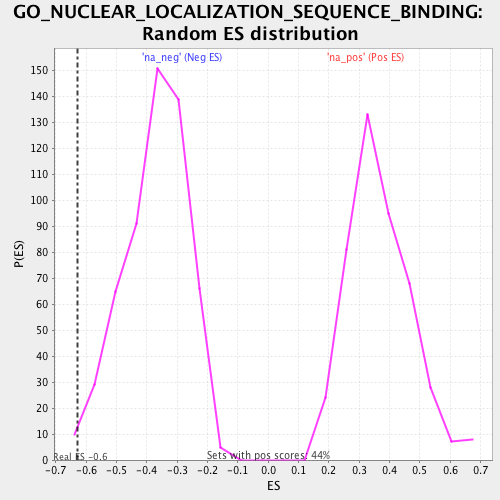 GO_NUCLEAR_LOCALIZATION_SEQUENCE_BINDING:
Random ES distribution
'na_neg' (Neg ES)
'na_pos' (Pos ES)
150
140
130
120
110
100
90
80
70
60
50
40
30
20
10
0
P(ES)
Real ES -0.6
Sets with pos scores: 44%
-0.7 -0.6 -0.5 -0.4 -0.3 -0.2 -0.1 0.0 0.1 0.2 0.3 0.4 0.5 0.6 0.7
ES